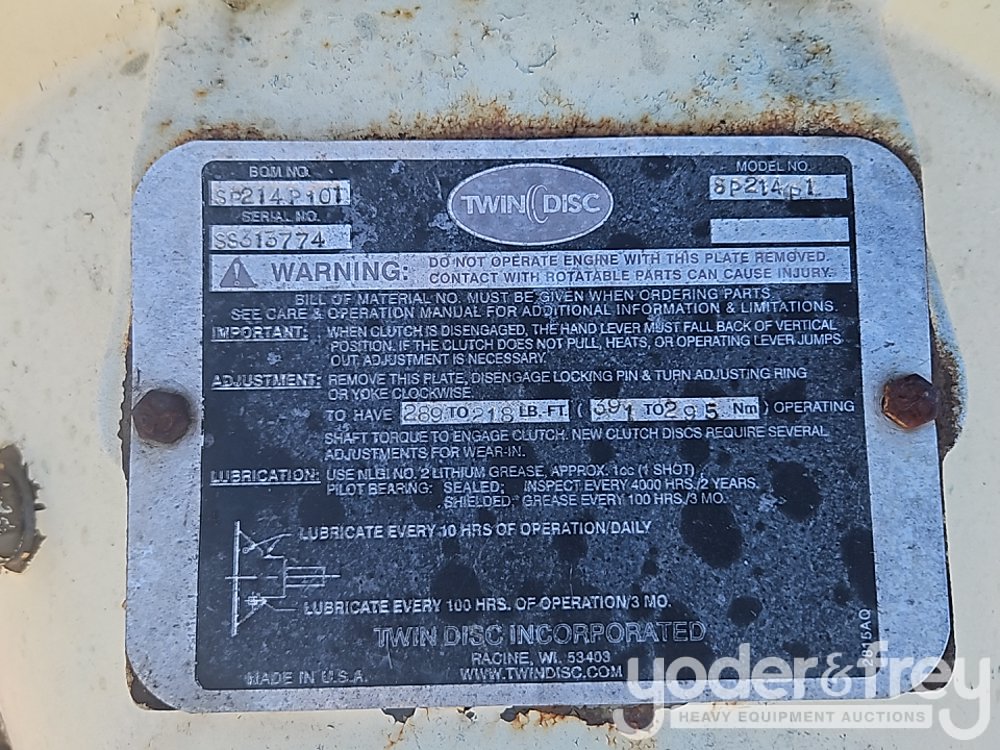 BOM NO.
SP214P101
SERIAL NO.
SS313774
TWIN DISC
MODEL NO.
SP214P1
WARNING: DO NOT OPERATE ENGINE WITH THIS PLATE REMOVED.
CONTACT WITH ROTATABLE PARTS CAN CAUSE INJURY.
BILL OF MATERIAL NO. MUST BE GIVEN WHEN ORDERING PARTS.
SEE CARE & OPERATION MANUAL FOR ADDITIONAL INFORMATION & LIMITATIONS
IMPORTANT: WHEN CLUTCH IS DISENGAGED, THE HAND LEVER MUST FALL BACK OF VERTICAL
POSITION. IF THE CLUTCH DOES NOT PULL, HEATS, OR OPERATING LEVER JUMPS
OUT ADJUSTMENT IS NECESSARY.
ADJUSTMENT: REMOVE THIS PLATE, DISENGAGE LOCKING PIN & TURN ADJUSTING RING
OR YOKE CLOCKWISE.
TO HAVE 289 TO 218 LB.-FT. ( 391 TO 295 Nm ) OPERATING
SHAFT TORQUE TO ENGAGE CLUTCH. NEW CLUTCH DISCS REQUIRE SEVERAL
ADJUSTMENTS FOR WEAR-IN.
LUBRICATION: USE NLGI NO. 2 LITHIUM GREASE, APPROX. 1cc (1 SHOT)
PILOT BEARING: SEALED; INSPECT EVERY 4000 HRS/2 YEARS.
SHIELDED; GREASE EVERY 100 HRS/3 MO.
LUBRICATE EVERY 10 HRS OF OPERATION/DAILY
LUBRICATE EVERY 100 HRS. OF OPERATION/3 MO.
TWIN DISC INCORPORATED
RACINE, WI. 53403
MADE IN U.S.A. WWW.TWINDISC.COM
2815AQ
yoder&frey
HEAVY EQUIPMENT AUCTIONS